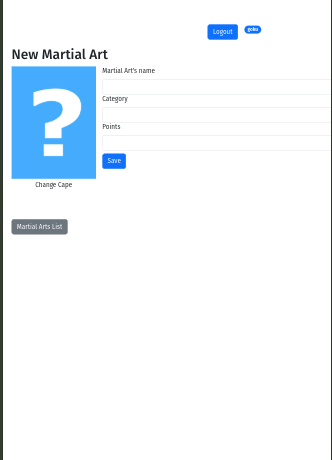 Logout goku
New Martial Art
Martial Art's name
?
Category
Points
Save
Change Cape
Martial Arts List